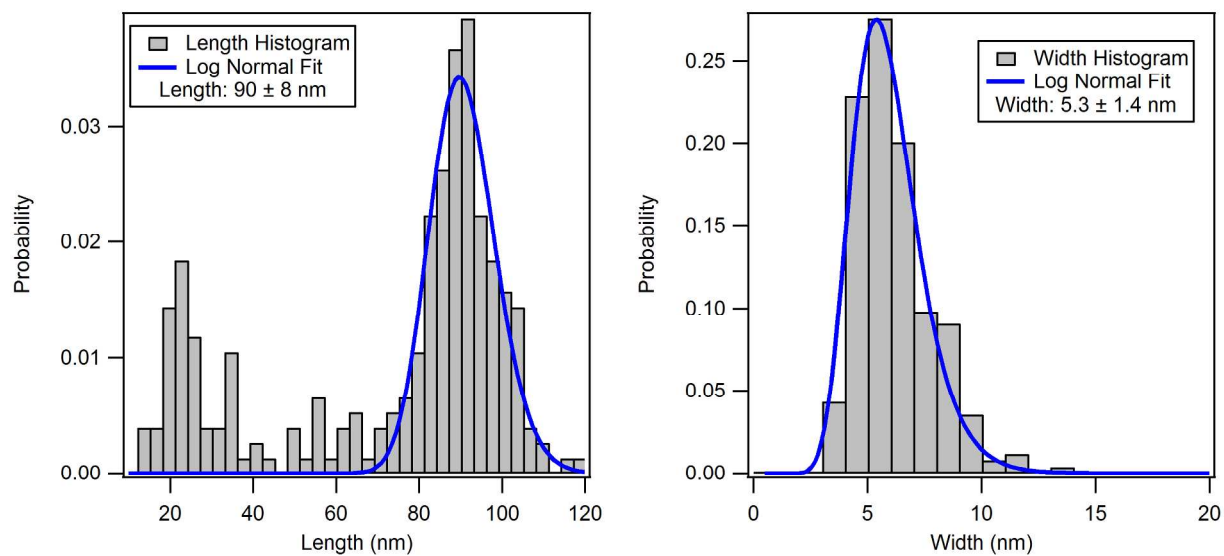 Length Histogram
Log Normal Fit
Length: 90 ± 8 nm
0.03
0.02
0.01
0.00
Probability
20
40
60
80
100
120
Length (nm)
Width Histogram
Log Normal Fit
Width: 5.3 ± 1.4 nm
0.25
0.20
0.15
0.10
0.05
0.00
Probability
0
5
10
15
20
Width (nm)